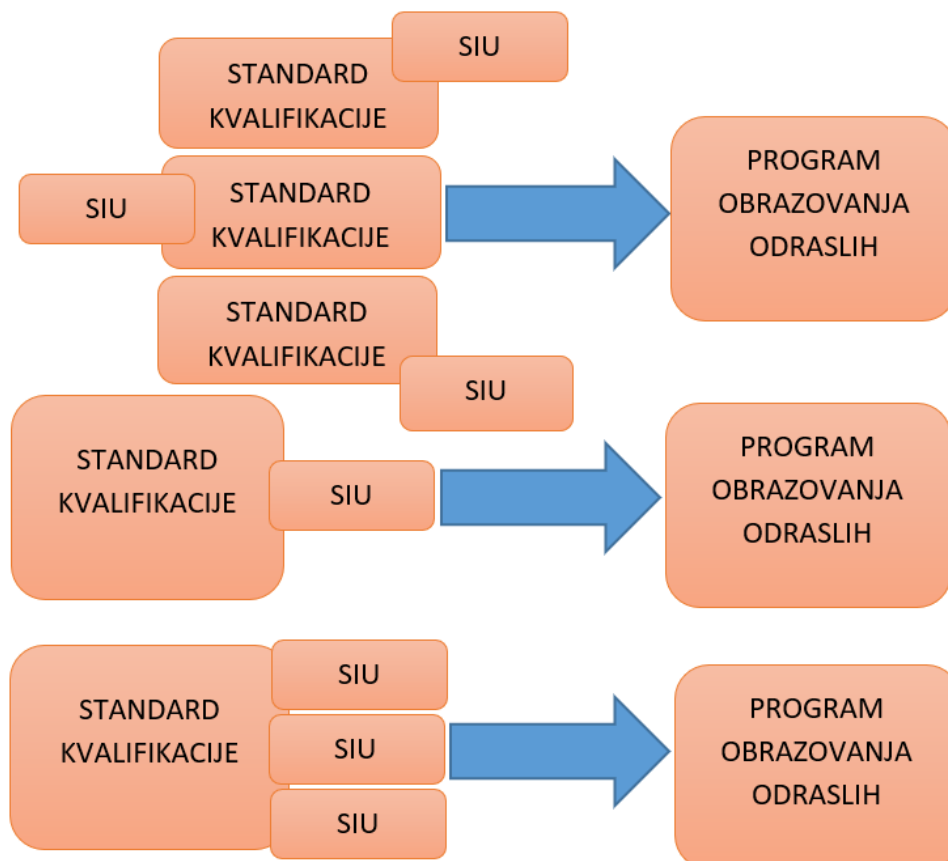 SIU
STANDARD
KVALIFIKACIJE
SIU
STANDARD
KVALIFIKACIJE
STANDARD
KVALIFIKACIJE
SIU
PROGRAM
OBRAZOVANJA
ODRASLIH
STANDARD
KVALIFIKACIJE
SIU
PROGRAM
OBRAZOVANJA
ODRASLIH
STANDARD
KVALIFIKACIJE
SIU
SIU
SIU
PROGRAM
OBRAZOVANJA
ODRASLIH